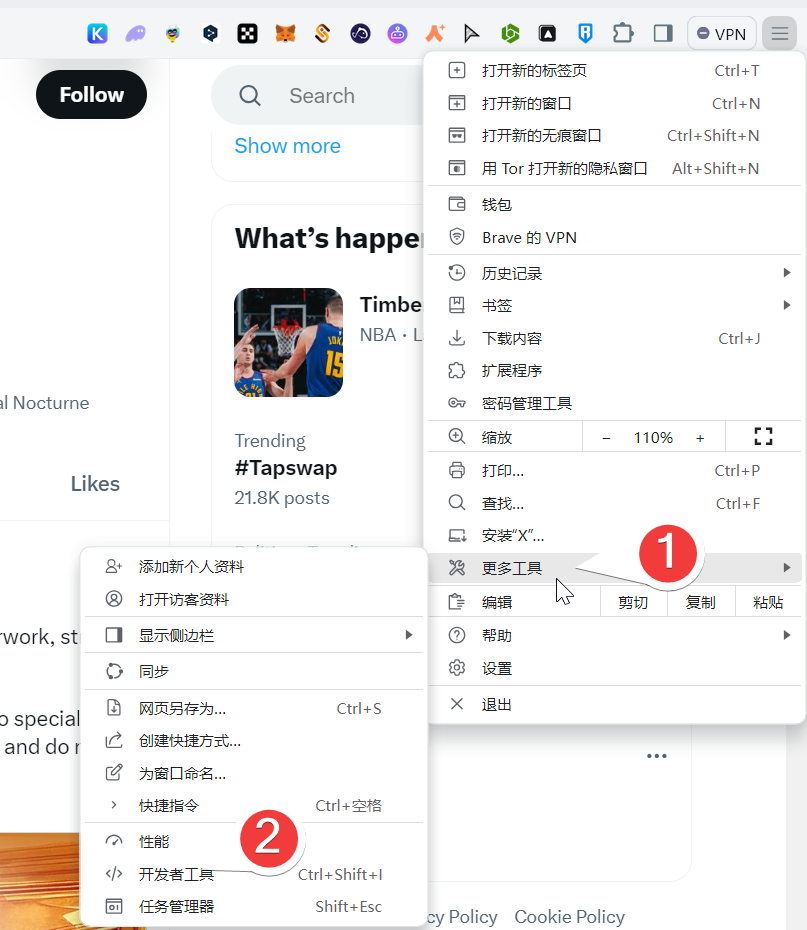 VPN
Follow
Search
Show more
What's happe
Timbe
NBA · L
JOK
15
al Nocturne
Trending
#Tapswap
21.8K posts
Likes
打开新的标签页 Ctrl+T
打开新的窗口 Ctrl+N
打开新的无痕窗口 Ctrl+Shift+N
用 Tor 打开新的隐私窗口 Alt+Shift+N
钱包
Brave 的 VPN
历史记录
书签
下载内容 Ctrl+J
扩展程序
密码管理工具
缩放 − 110% +
打印... Ctrl+P
查找... Ctrl+F
安装“X”...
更多工具
1
编辑 剪切 复制 粘贴
帮助
设置
退出
添加新个人资料
打开访客资料
显示侧边栏
同步
网页另存为... Ctrl+S
创建快捷方式...
为窗口命名...
快捷指令 Ctrl+空格
性能
2
开发者工具 Ctrl+Shift+I
任务管理器 Shift+Esc
rwork, st
o special
and do
cy Policy Cookie Policy